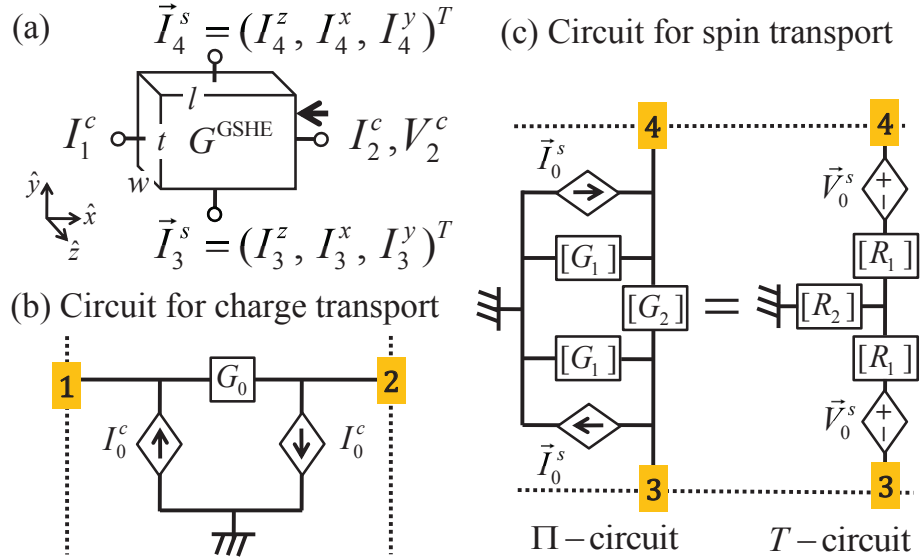 (a)
I⃗₄ˢ = (I₄ᶻ, I₄ˣ, I₄ʸ)ᵀ
l
I₁ᶜ
t
G^GSHE
I₂ᶜ, V₂ᶜ
w
ŷ
x̂
ẑ
I⃗₃ˢ = (I₃ᶻ, I₃ˣ, I₃ʸ)ᵀ
(b) Circuit for charge transport
1
G₀
2
I₀ᶜ
I₀ᶜ
(c) Circuit for spin transport
4
I⃗₀ˢ
[G₁]
[G₂]
[G₁]
I⃗₀ˢ
3
Π − circuit
=
4
V⃗₀ˢ
+ −
[R₁]
[R₂]
[R₁]
V⃗₀ˢ
+ −
3
T − circuit